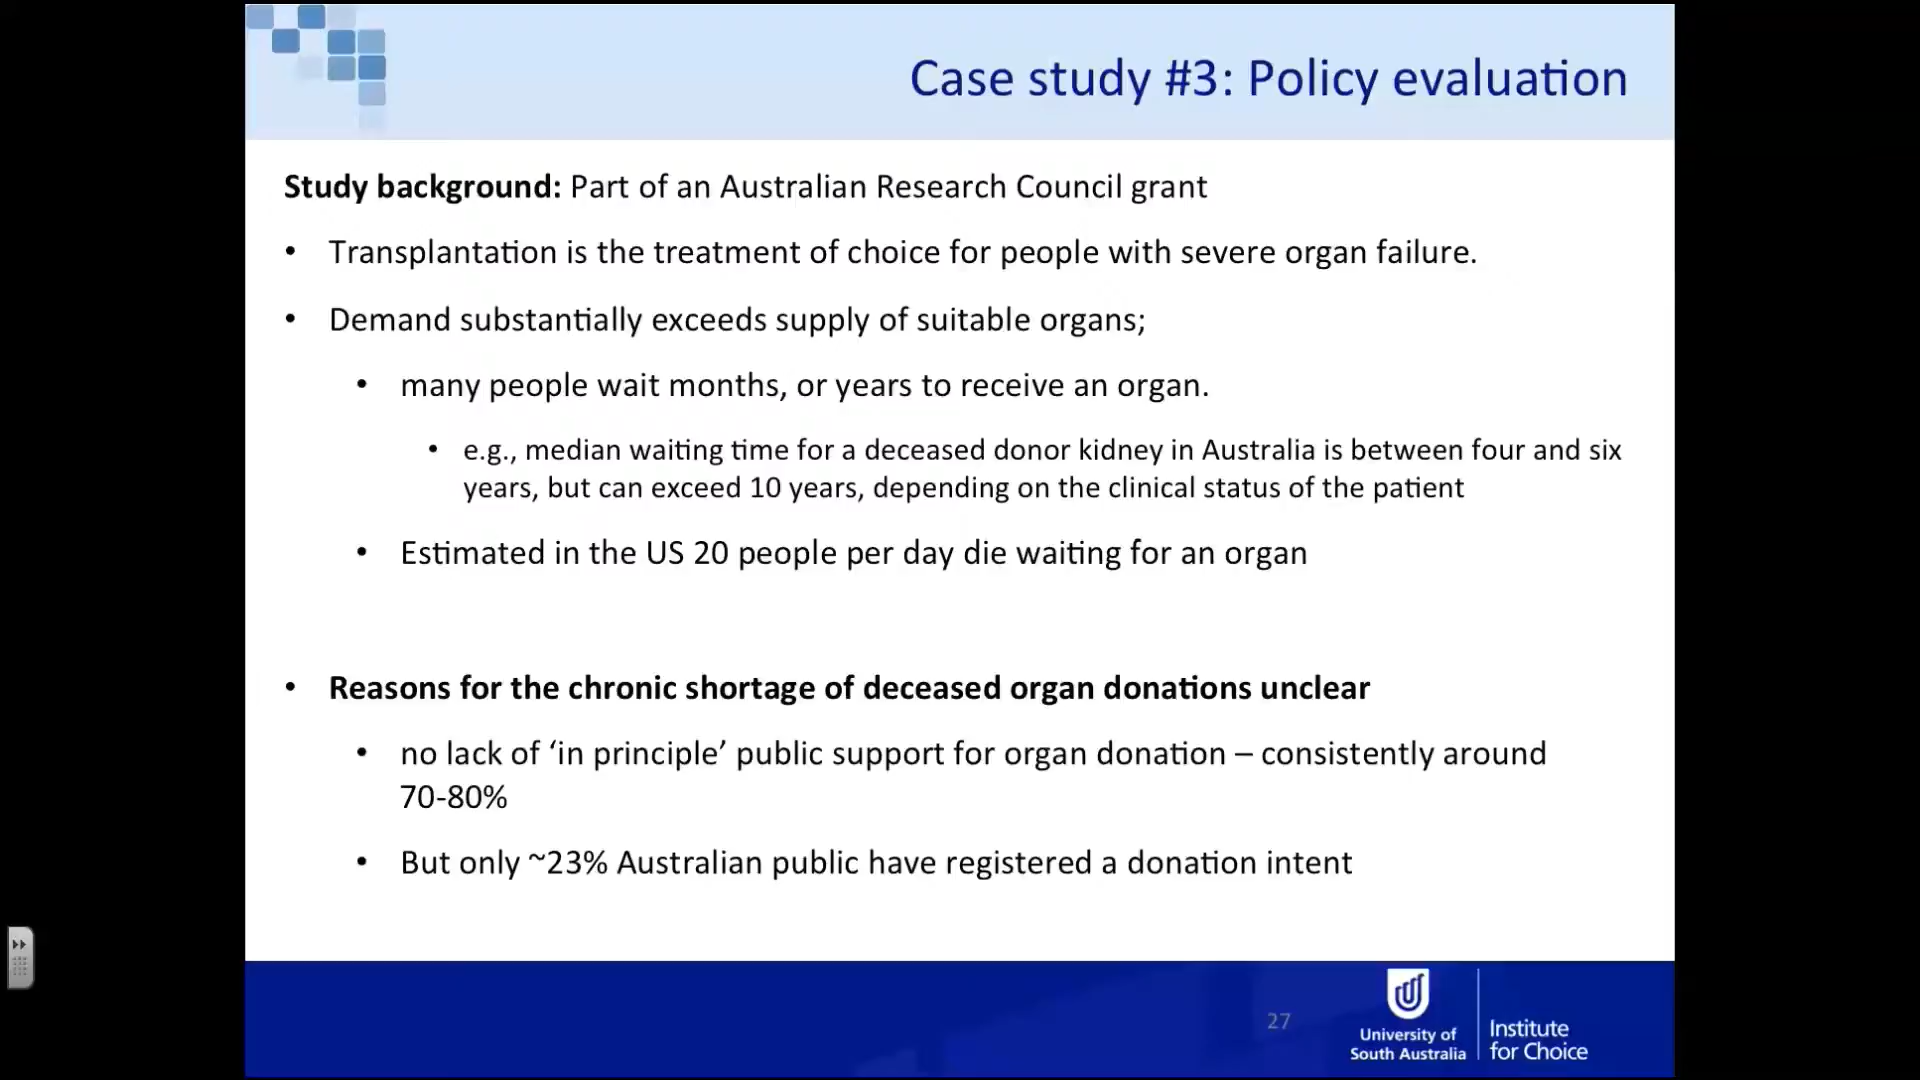 Case study #3: Policy evaluation
Study background: Part of an Australian Research Council grant
• Transplantation is the treatment of choice for people with severe organ failure.
• Demand substantially exceeds supply of suitable organs;
• many people wait months, or years to receive an organ.
• e.g., median waiting time for a deceased donor kidney in Australia is between four and six
years, but can exceed 10 years, depending on the clinical status of the patient
• Estimated in the US 20 people per day die waiting for an organ
• Reasons for the chronic shortage of deceased organ donations unclear
• no lack of ‘in principle’ public support for organ donation – consistently around
70-80%
• But only ~23% Australian public have registered a donation intent
27
University of
South Australia
Institute
for Choice